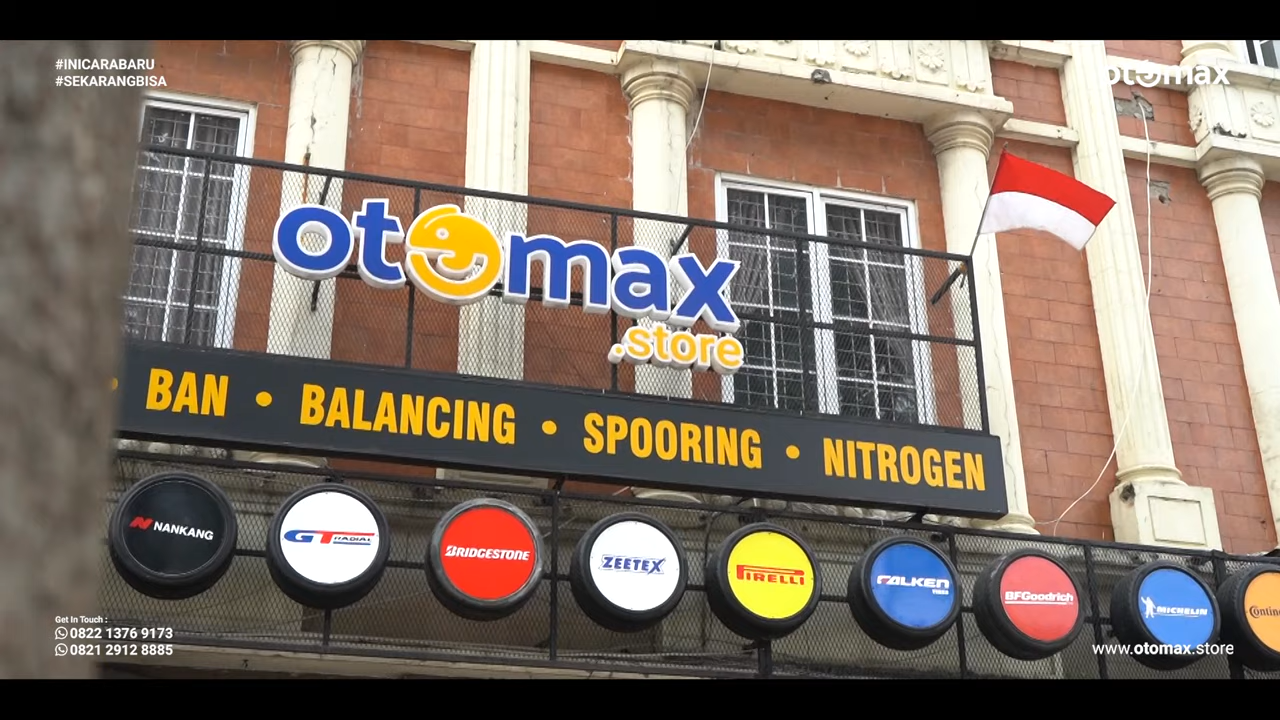 #INICARABARU
#SEKARANGBISA
otomax
otomax
.store
BAN • BALANCING • SPOORING • NITROGEN
NANKANG
GT RADIAL
BRIDGESTONE
ZEETEX
PIRELLI
FALKEN
TIRES
BFGoodrich
MICHELIN
Get In Touch :
0822 1376 9173
0821 2912 8885
www.otomax.store